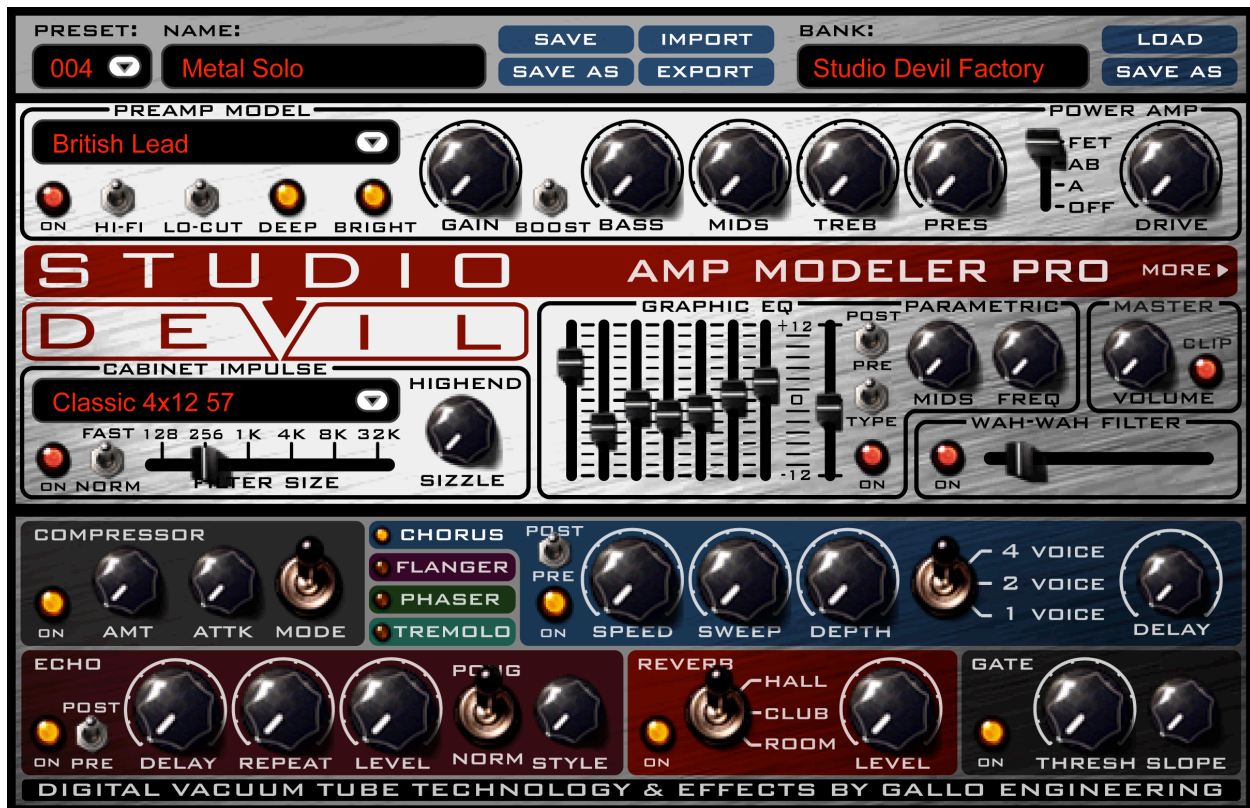 PRESET: NAME: BANK:
004 Metal Solo SAVE IMPORT Studio Devil Factory LOAD
SAVE AS EXPORT SAVE AS
PREAMP MODEL POWER AMP
British Lead
FET
AB
A
OFF
ON HI-FI LO-CUT DEEP BRIGHT GAIN BOOST BASS MIDS TREB PRES DRIVE
STUDIO AMP MODELER PRO MORE
DEVIL
GRAPHIC EQ PARAMETRIC MASTER
+12 POST CLIP
0 PRE MIDS FREQ VOLUME
-12 TYPE
ON
CABINET IMPULSE HIGHEND
Classic 4x12 57
FAST 128 256 1K 4K 8K 32K
ON NORM FILTER SIZE SIZZLE
WAH-WAH FILTER
ON
COMPRESSOR
ON AMT ATTK MODE
CHORUS
FLANGER
PHASER
TREMOLO
POST
PRE
ON SPEED SWEEP DEPTH
4 VOICE
2 VOICE
1 VOICE
DELAY
ECHO
POST
ON PRE DELAY REPEAT LEVEL NORM STYLE
REVERB
HALL
CLUB
ROOM
ON LEVEL
GATE
ON THRESH SLOPE
DIGITAL VACUUM TUBE TECHNOLOGY & EFFECTS BY GALLO ENGINEERING